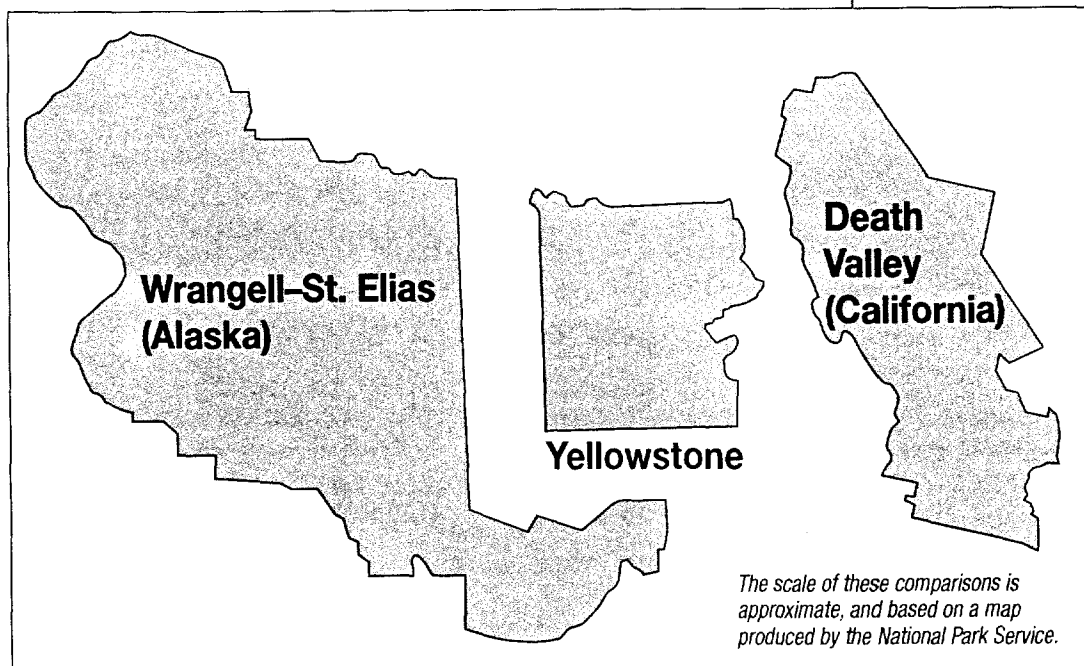 Wrangell–St. Elias
(Alaska)
Yellowstone
Death
Valley
(California)
The scale of these comparisons is
approximate, and based on a map
produced by the National Park Service.